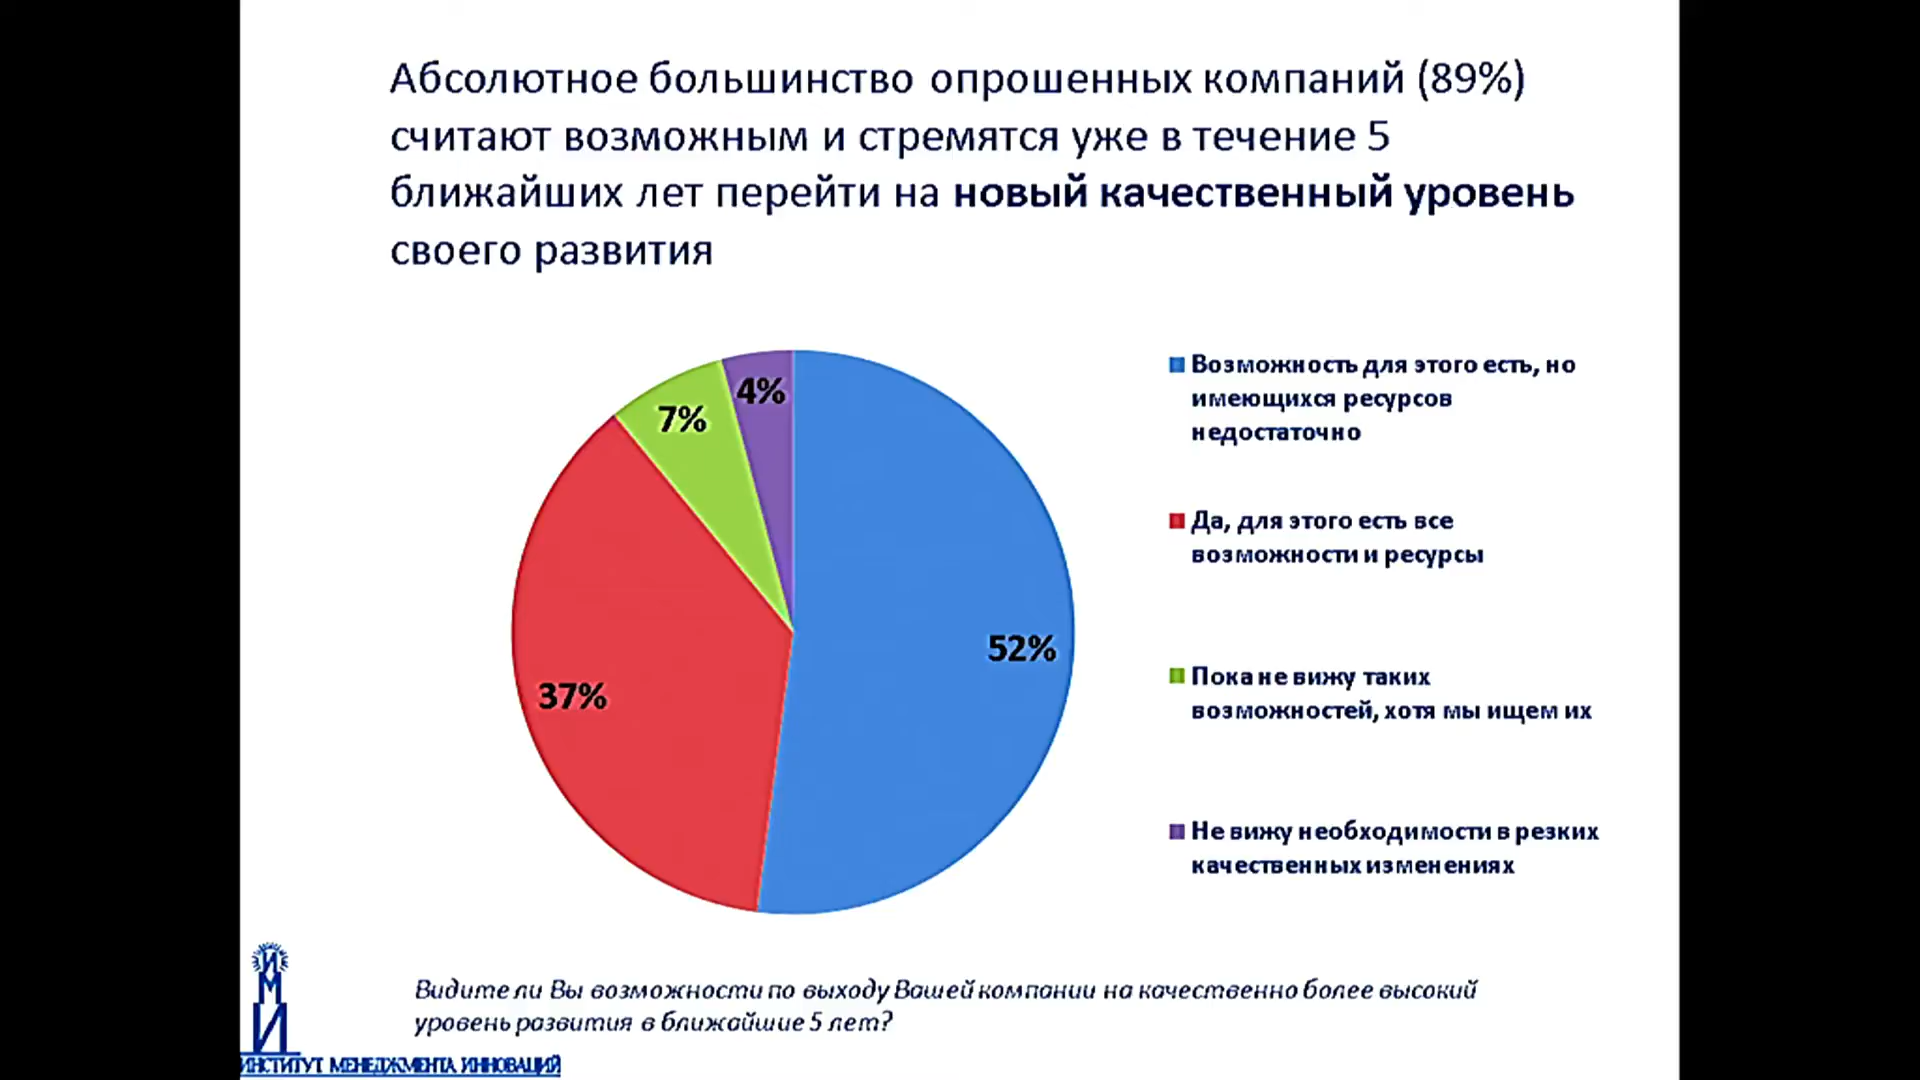 Абсолютное большинство опрошенных компаний (89%)
считают возможным и стремятся уже в течение 5
ближайших лет перейти на новый качественный уровень
своего развития
4%
7%
52%
37%
Возможность для этого есть, но
имеющихся ресурсов
недостаточно
Да, для этого есть все
возможности и ресурсы
Пока не вижу таких
возможностей, хотя мы ищем их
Не вижу необходимости в резких
качественных изменениях
Видите ли Вы возможности по выходу Вашей компании на качественно более высокий
уровень развития в ближайшие 5 лет?
И
М
И
ИНСТИТУТ МЕНЕДЖМЕНТА ИННОВАЦИЙ